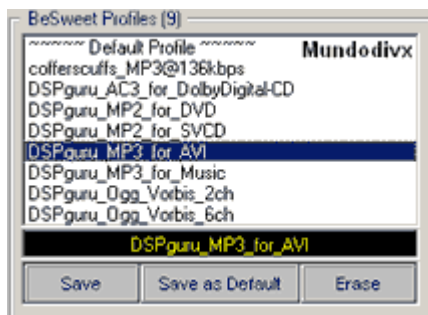 BeSweet Profiles (9)
~~~~~ Default Profile ~~~~~ Mundodivx
cofferscuffs_MP3@136kbps
DSPguru_AC3_for_DolbyDigital-CD
DSPguru_MP2_for_DVD
DSPguru_MP2_for_SVCD
DSPguru_MP3_for_AVI
DSPguru_MP3_for_Music
DSPguru_Ogg_Vorbis_2ch
DSPguru_Ogg_Vorbis_6ch
DSPguru_MP3_for_AVI
Save Save as Default Erase